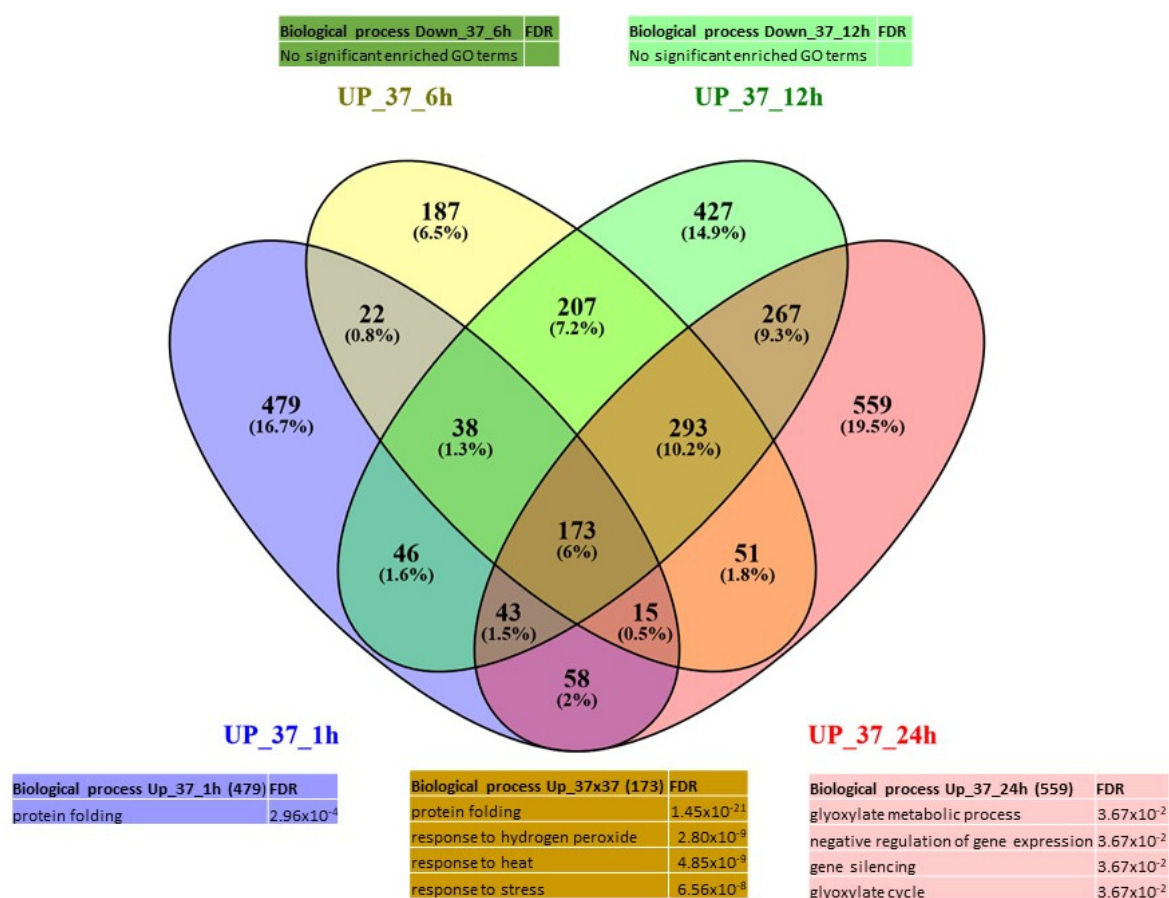 Biological process Down_37_6h FDR
No significant enriched GO terms
Biological process Down_37_12h FDR
No significant enriched GO terms
UP_37_6h
UP_37_12h
187
(6.5%)
427
(14.9%)
22
(0.8%)
207
(7.2%)
267
(9.3%)
479
(16.7%)
38
(1.3%)
293
(10.2%)
559
(19.5%)
173
(6%)
46
(1.6%)
51
(1.8%)
43
(1.5%)
15
(0.5%)
58
(2%)
UP_37_1h
UP_37_24h
Biological process Up_37_1h (479) FDR
protein folding 2.96x10⁻⁴
Biological process Up_37x37 (173) FDR
protein folding 1.45x10⁻²¹
response to hydrogen peroxide 2.80x10⁻⁹
response to heat 4.85x10⁻⁹
response to stress 6.56x10⁻⁸
Biological process Up_37_24h (559) FDR
glyoxylate metabolic process 3.67x10⁻²
negative regulation of gene expression 3.67x10⁻²
gene silencing 3.67x10⁻²
glyoxylate cycle 3.67x10⁻²